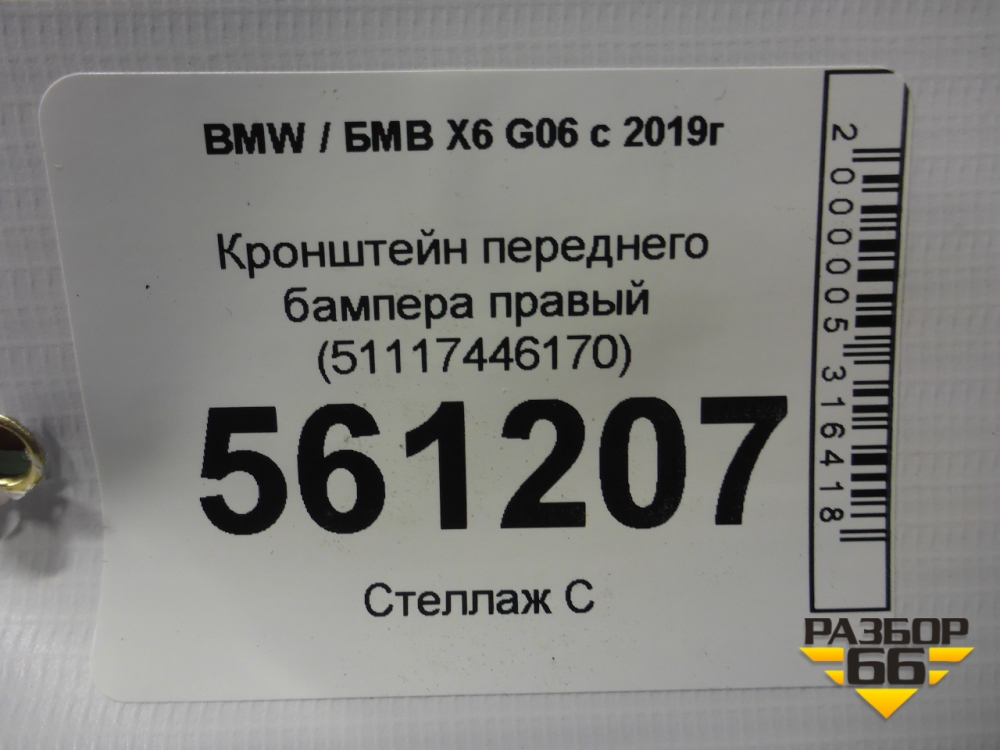 BMW / БМВ X6 G06 с 2019г
Кронштейн переднего
бампера правый
(51117446170)
561207
Стеллаж С
2000005316418
РАЗБОР
66